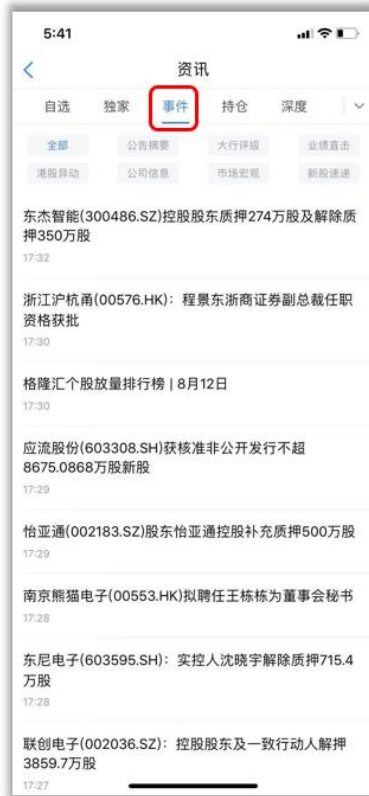 5:41
资讯
自选 独家 事件 持仓 深度
全部 公告摘要 大行评级 业绩直击
港股异动 公司信息 市场宏观 新股速递
东杰智能(300486.SZ)控股股东质押274万股及解除质
押350万股
17:32
浙江沪杭甬(00576.HK)：程景东浙商证券副总裁任职
资格获批
17:30
格隆汇个股放量排行榜 | 8月12日
17:30
应流股份(603308.SH)获核准非公开发行不超
8675.0868万股新股
17:29
怡亚通(002183.SZ)股东怡亚通控股补充质押500万股
17:29
南京熊猫电子(00553.HK)拟聘任王栋栋为董事会秘书
17:28
东尼电子(603595.SH)：实控人沈晓宇解除质押715.4
万股
17:28
联创电子(002036.SZ)：控股股东及一致行动人解押
3859.7万股
17:27